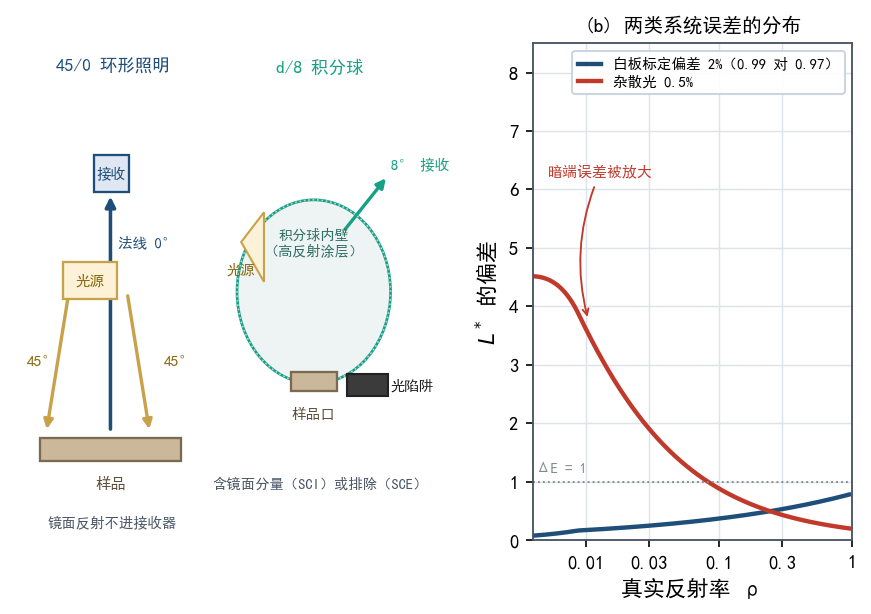 45/0 环形照明
d/8 积分球
接收
法线 0°
光源
45°
45°
样品
镜面反射不进接收器
8° 接收
积分球内壁
（高反射涂层）
光源
光陷阱
样品口
含镜面分量（SCI）或排除（SCE）
(b) 两类系统误差的分布
白板标定偏差 2%（0.99 对 0.97）
杂散光 0.5%
暗端误差被放大
ΔE = 1
L* 的偏差
8
7
6
5
4
3
2
1
0
0.01
0.03
0.1
0.3
1
真实反射率 ρ